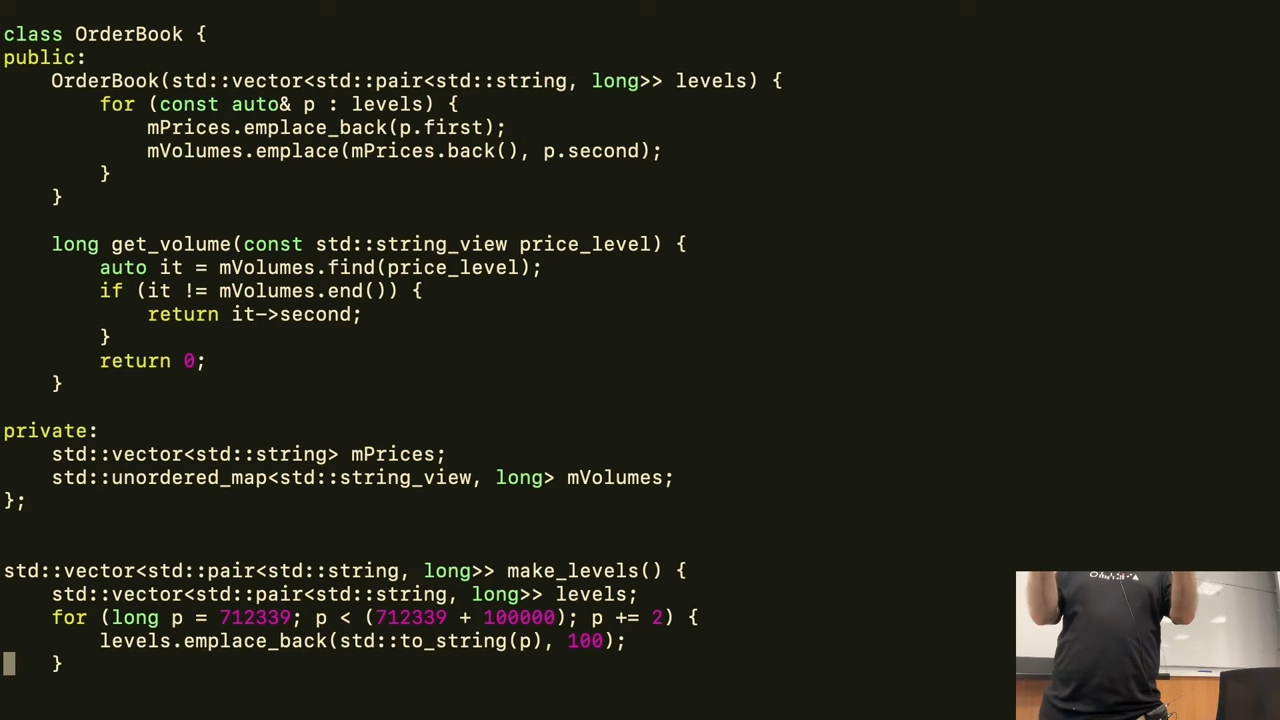 class OrderBook {
public:
    OrderBook(std::vector<std::pair<std::string, long>> levels) {
        for (const auto& p : levels) {
            mPrices.emplace_back(p.first);
            mVolumes.emplace(mPrices.back(), p.second);
        }
    }

    long get_volume(const std::string_view price_level) {
        auto it = mVolumes.find(price_level);
        if (it != mVolumes.end()) {
            return it->second;
        }
        return 0;
    }

private:
    std::vector<std::string> mPrices;
    std::unordered_map<std::string_view, long> mVolumes;
};


std::vector<std::pair<std::string, long>> make_levels() {
    std::vector<std::pair<std::string, long>> levels;
    for (long p = 712339; p < (712339 + 100000); p += 2) {
        levels.emplace_back(std::to_string(p), 100);
    }